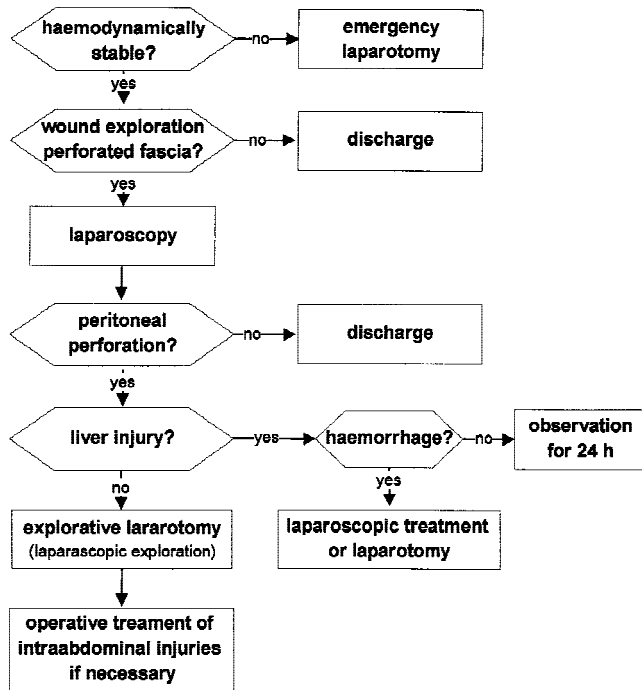 haemodynamically
stable?
no
emergency
laparotomy
yes
wound exploration
perforated fascia?
no
discharge
yes
laparoscopy
peritoneal
perforation?
no
discharge
yes
liver injury?
yes
haemorrhage?
no
observation
for 24 h
no
yes
explorative lararotomy
(laparascopic exploration)
laparoscopic treatment
or laparotomy
operative treament of
intraabdominal injuries
if necessary